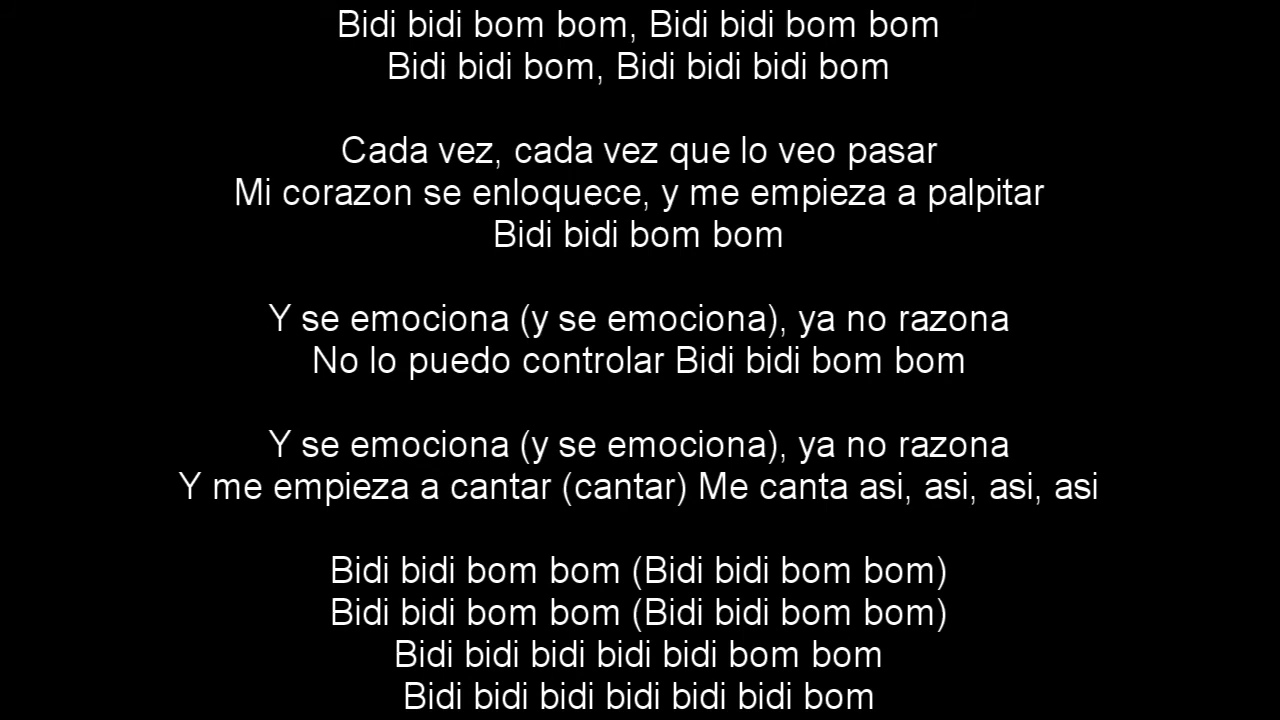 Bidi bidi bom bom, Bidi bidi bom bom
Bidi bidi bom, Bidi bidi bidi bom
Cada vez, cada vez que lo veo pasar
Mi corazon se enloquece, y me empieza a palpitar
Bidi bidi bom bom
Y se emociona (y se emociona), ya no razona
No lo puedo controlar Bidi bidi bom bom
Y se emociona (y se emociona), ya no razona
Y me empieza a cantar (cantar) Me canta asi, asi, asi, asi
Bidi bidi bom bom (Bidi bidi bom bom)
Bidi bidi bom bom (Bidi bidi bom bom)
Bidi bidi bidi bidi bidi bom bom
Bidi bidi bidi bidi bidi bidi bom